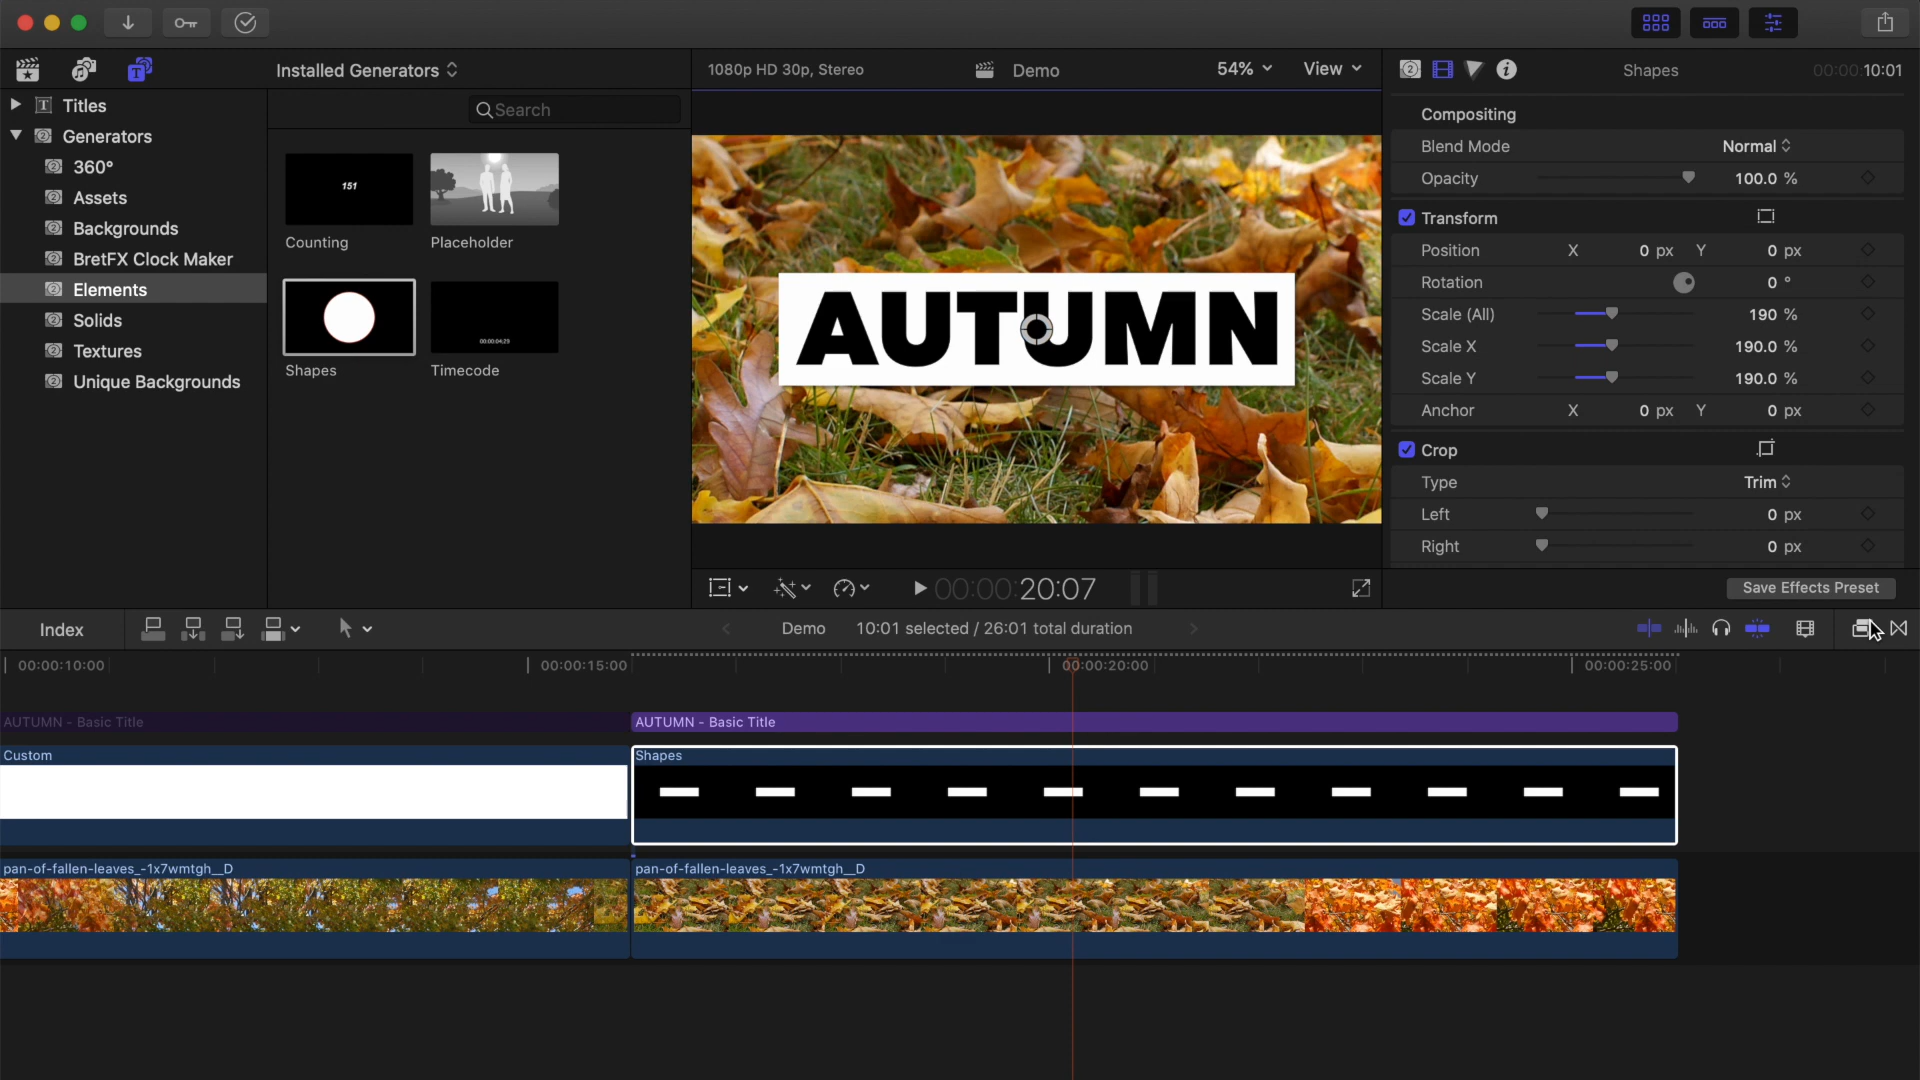 Installed Generators
1080p HD 30p, Stereo
Demo
54%
View
Shapes
00:00:10:01
Titles
Generators
360°
Assets
Backgrounds
BretFX Clock Maker
Elements
Solids
Textures
Unique Backgrounds
Search
151
Counting
Placeholder
00:00:04;29
Shapes
Timecode
AUTUMN
Compositing
Blend Mode Normal
Opacity 100.0 %
Transform
Position X 0 px Y 0 px
Rotation 0 °
Scale (All) 190 %
Scale X 190.0 %
Scale Y 190.0 %
Anchor X 0 px Y 0 px
Crop
Type Trim
Left 0 px
Right 0 px
00:00:20:07
Save Effects Preset
Index
Demo
10:01 selected / 26:01 total duration
00:00:10:00
00:00:15:00
00:00:20:00
00:00:25:00
AUTUMN - Basic Title
AUTUMN - Basic Title
Custom
Shapes
pan-of-fallen-leaves_-1x7wmtgh__D
pan-of-fallen-leaves_-1x7wmtgh__D